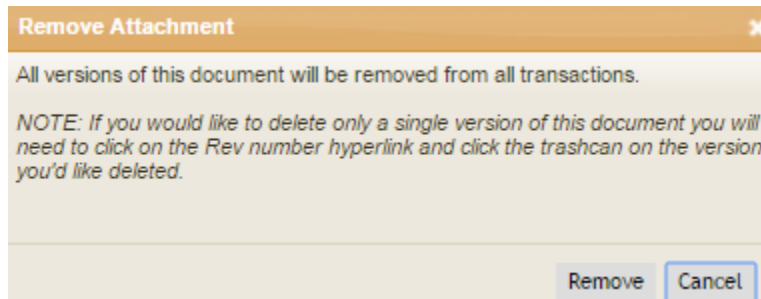 Remove Attachment
All versions of this document will be removed from all transactions.
NOTE: If you would like to delete only a single version of this document you will
need to click on the Rev number hyperlink and click the trashcan on the version
you'd like deleted.
Remove Cancel